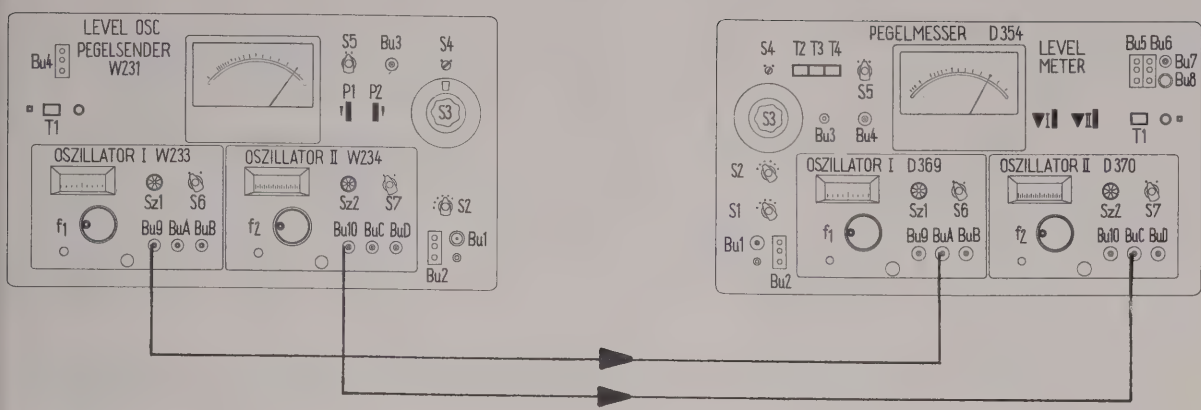 LEVEL OSC
PEGELSENDER
W231
Bu4
T1
S5
Bu3
S4
P1
P2
S3
OSZILLATOR I W233
Sz1
S6
f1
Bu9
BuA
BuB
OSZILLATOR II W234
Sz2
S7
f2
Bu10
BuC
BuD
S2
Bu1
Bu2
PEGELMESSER D354
LEVEL
METER
S4
T2
T3
T4
S5
S3
Bu3
Bu4
Bu5
Bu6
Bu7
Bu8
I
II
T1
S2
S1
Bu1
Bu2
OSZILLATOR I D369
Sz1
S6
f1
Bu9
BuA
BuB
OSZILLATOR II D370
Sz2
S7
f2
Bu10
BuC
BuD